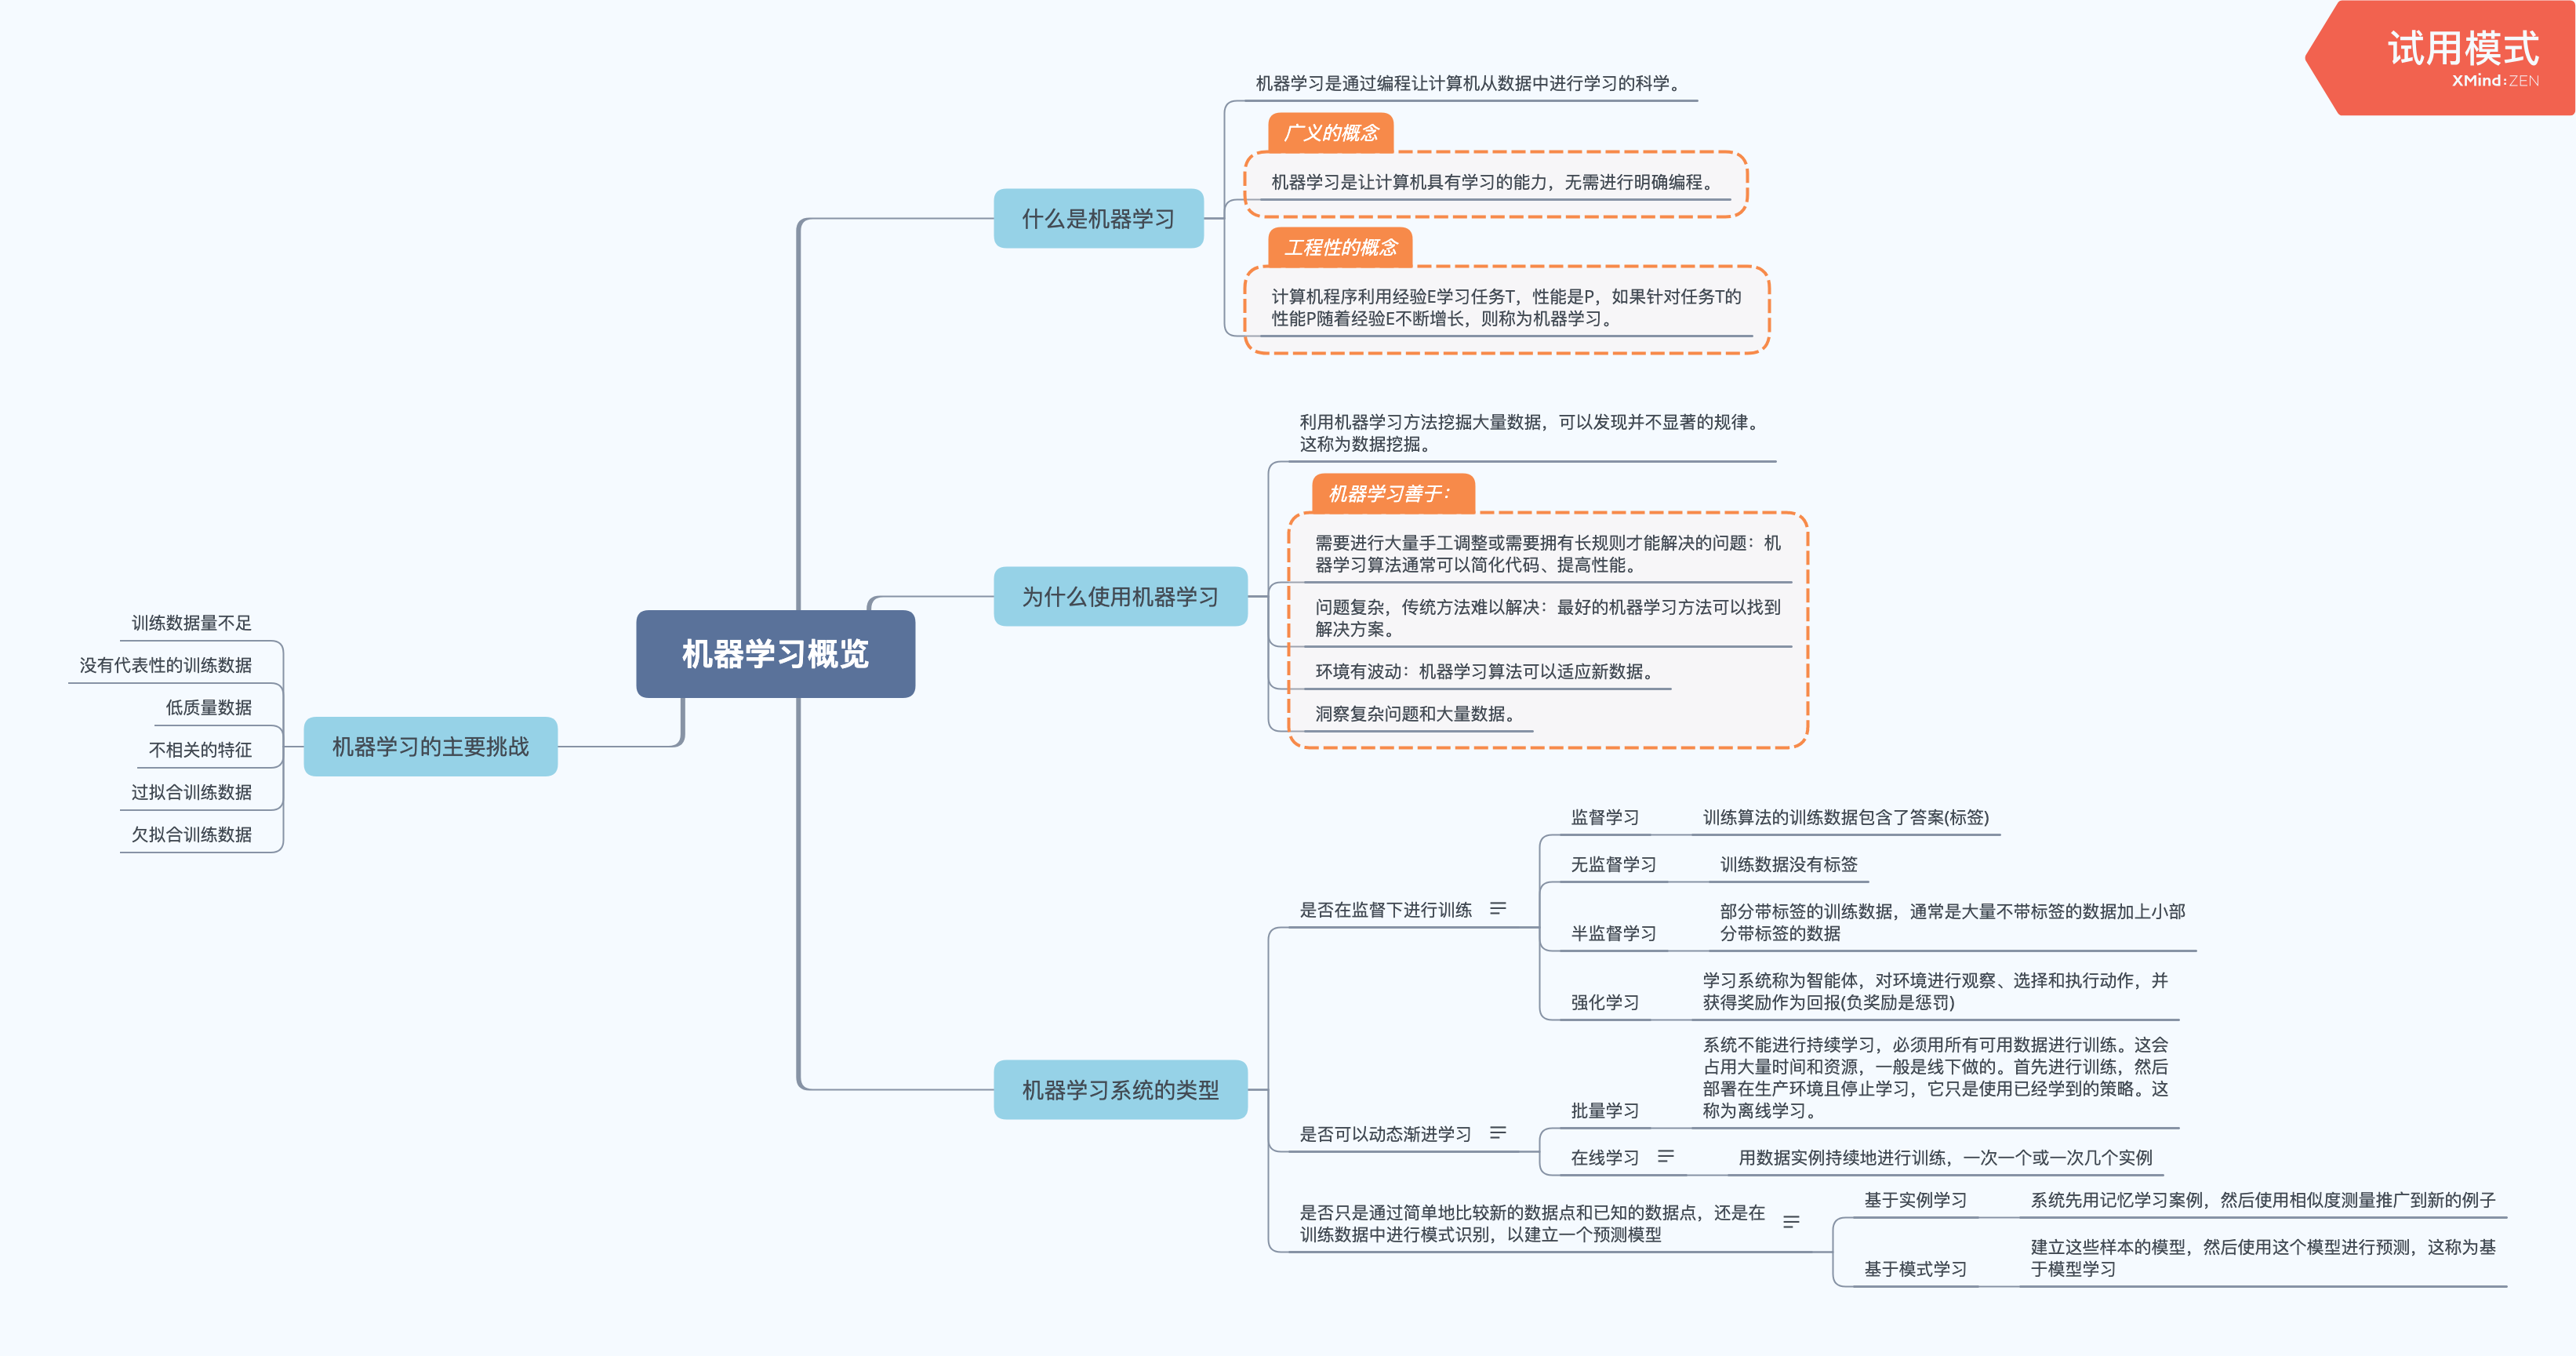 试用模式
XMind:ZEN
机器学习概览
什么是机器学习
机器学习是通过编程让计算机从数据中进行学习的科学。
广义的概念
机器学习是让计算机具有学习的能力，无需进行明确编程。
工程性的概念
计算机程序利用经验E学习任务T，性能是P，如果针对任务T的
性能P随着经验E不断增长，则称为机器学习。
为什么使用机器学习
利用机器学习方法挖掘大量数据，可以发现并不显著的规律。
这称为数据挖掘。
机器学习善于：
需要进行大量手工调整或需要拥有长规则才能解决的问题：机
器学习算法通常可以简化代码、提高性能。
问题复杂，传统方法难以解决：最好的机器学习方法可以找到
解决方案。
环境有波动：机器学习算法可以适应新数据。
洞察复杂问题和大量数据。
机器学习系统的类型
是否在监督下进行训练
监督学习
训练算法的训练数据包含了答案(标签)
无监督学习
训练数据没有标签
半监督学习
部分带标签的训练数据，通常是大量不带标签的数据加上小部
分带标签的数据
强化学习
学习系统称为智能体，对环境进行观察、选择和执行动作，并
获得奖励作为回报(负奖励是惩罚)
是否可以动态渐进学习
批量学习
系统不能进行持续学习，必须用所有可用数据进行训练。这会
占用大量时间和资源，一般是线下做的。首先进行训练，然后
部署在生产环境且停止学习，它只是使用已经学到的策略。这
称为离线学习。
在线学习
用数据实例持续地进行训练，一次一个或一次几个实例
是否只是通过简单地比较新的数据点和已知的数据点，还是在
训练数据中进行模式识别，以建立一个预测模型
基于实例学习
系统先用记忆学习案例，然后使用相似度测量推广到新的例子
基于模式学习
建立这些样本的模型，然后使用这个模型进行预测，这称为基
于模型学习
机器学习的主要挑战
训练数据量不足
没有代表性的训练数据
低质量数据
不相关的特征
过拟合训练数据
欠拟合训练数据